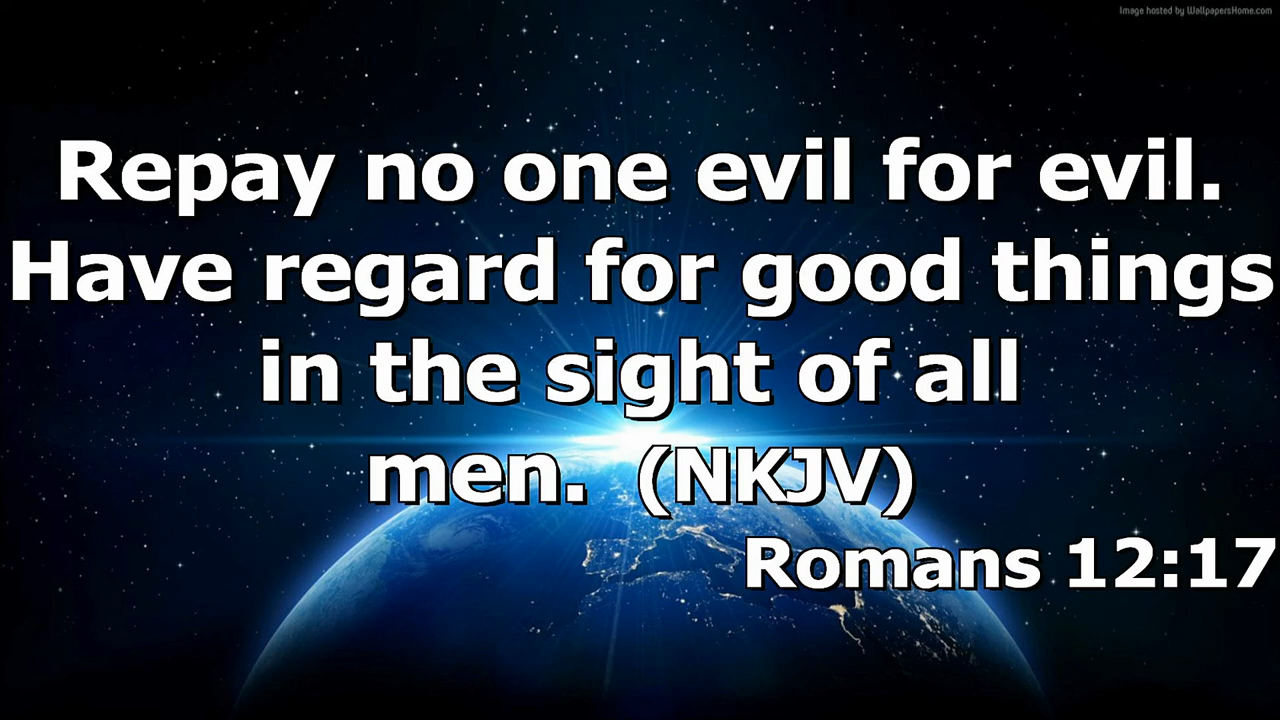 Image hosted by WallpapersHome.com
Repay no one evil for evil.
Have regard for good things
in the sight of all
men.  (NKJV)
Romans 12:17